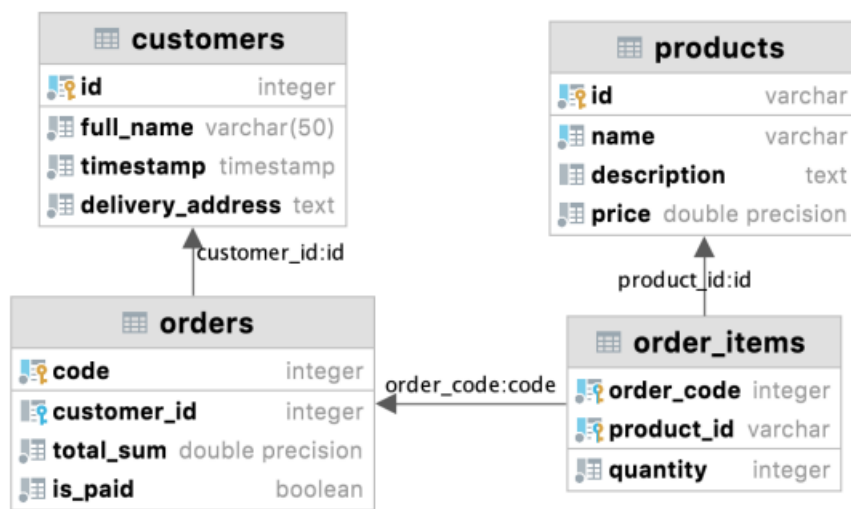 customers
id integer
full_name varchar(50)
timestamp timestamp
delivery_address text
products
id varchar
name varchar
description text
price double precision
customer_id:id
product_id:id
orders
code integer
customer_id integer
total_sum double precision
is_paid boolean
order_code:code
order_items
order_code integer
product_id varchar
quantity integer